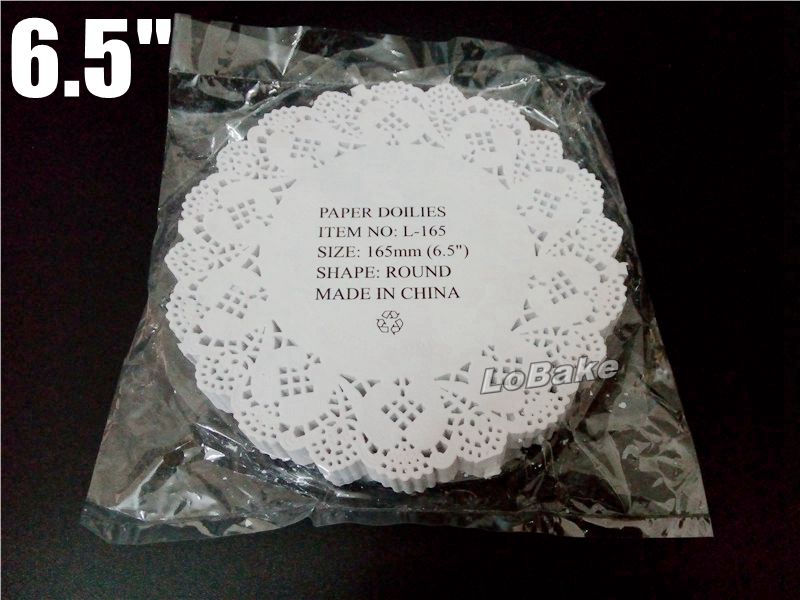 6.5"
PAPER DOILIES
ITEM NO: L-165
SIZE: 165mm (6.5")
SHAPE: ROUND
MADE IN CHINA
LoBake